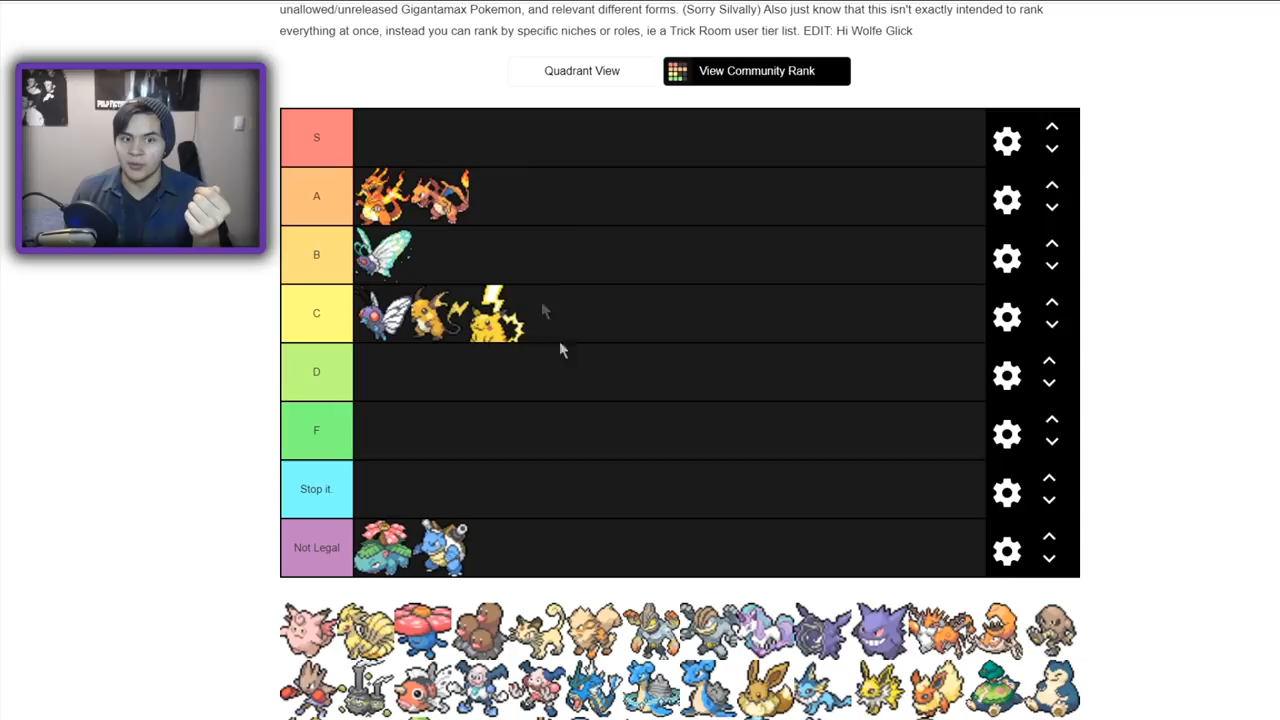 unallowed/unreleased Gigantamax Pokemon, and relevant different forms. (Sorry Silvally) Also just know that this isn't exactly intended to rank
everything at once, instead you can rank by specific niches or roles, ie a Trick Room user tier list. EDIT: Hi Wolfe Glick
Quadrant View
View Community Rank
PULP FICTION
S
A
B
C
D
F
Stop it.
Not Legal